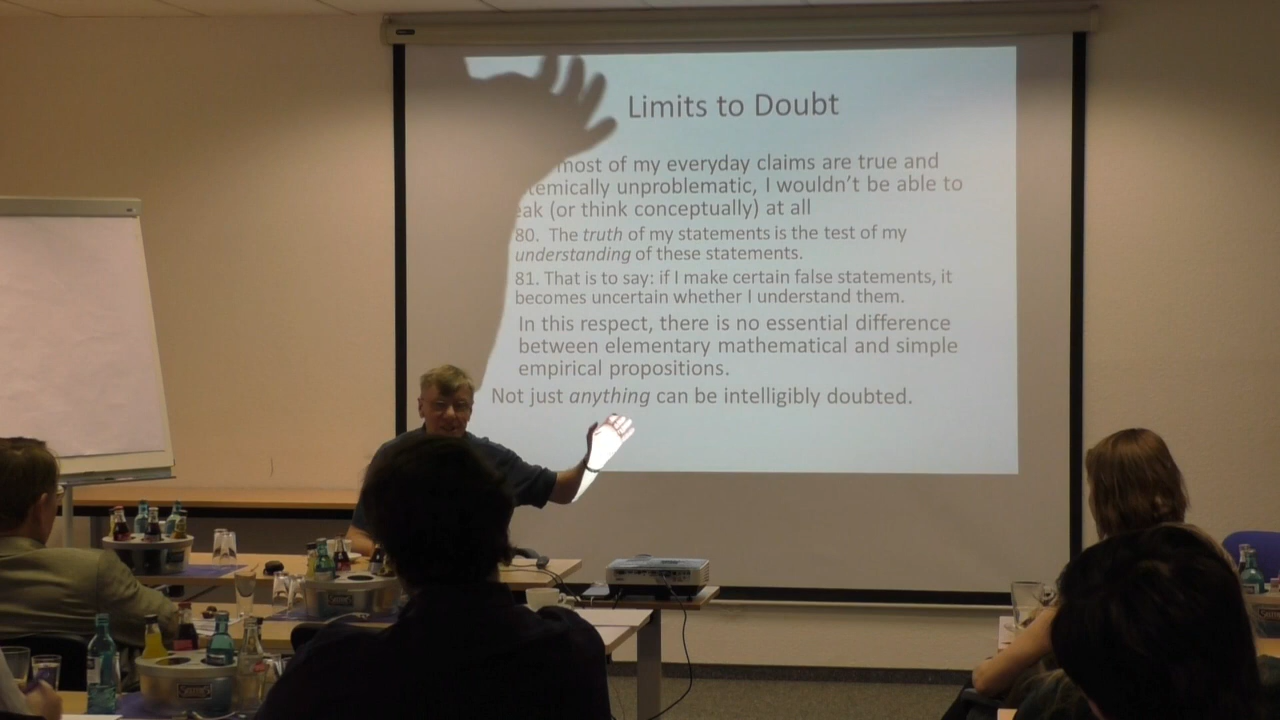 Limits to Doubt
most of my everyday claims are true and
temically unproblematic, I wouldn't be able to
eak (or think conceptually) at all
80. The truth of my statements is the test of my
understanding of these statements.
81. That is to say: if I make certain false statements, it
becomes uncertain whether I understand them.
In this respect, there is no essential difference
between elementary mathematical and simple
empirical propositions.
Not just anything can be intelligibly doubted.